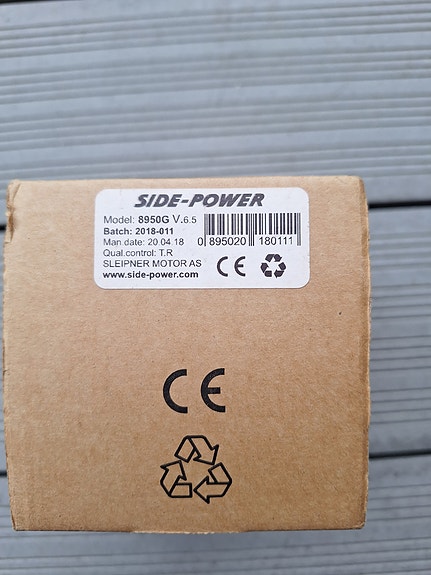 SIDE-POWER
Model: 8950G V.6.5
Batch: 2018-011
Man.date: 20.04.18
Qual.control: T.R
SLEIPNER MOTOR AS
www.side-power.com
0 895020 180111
CE
CE